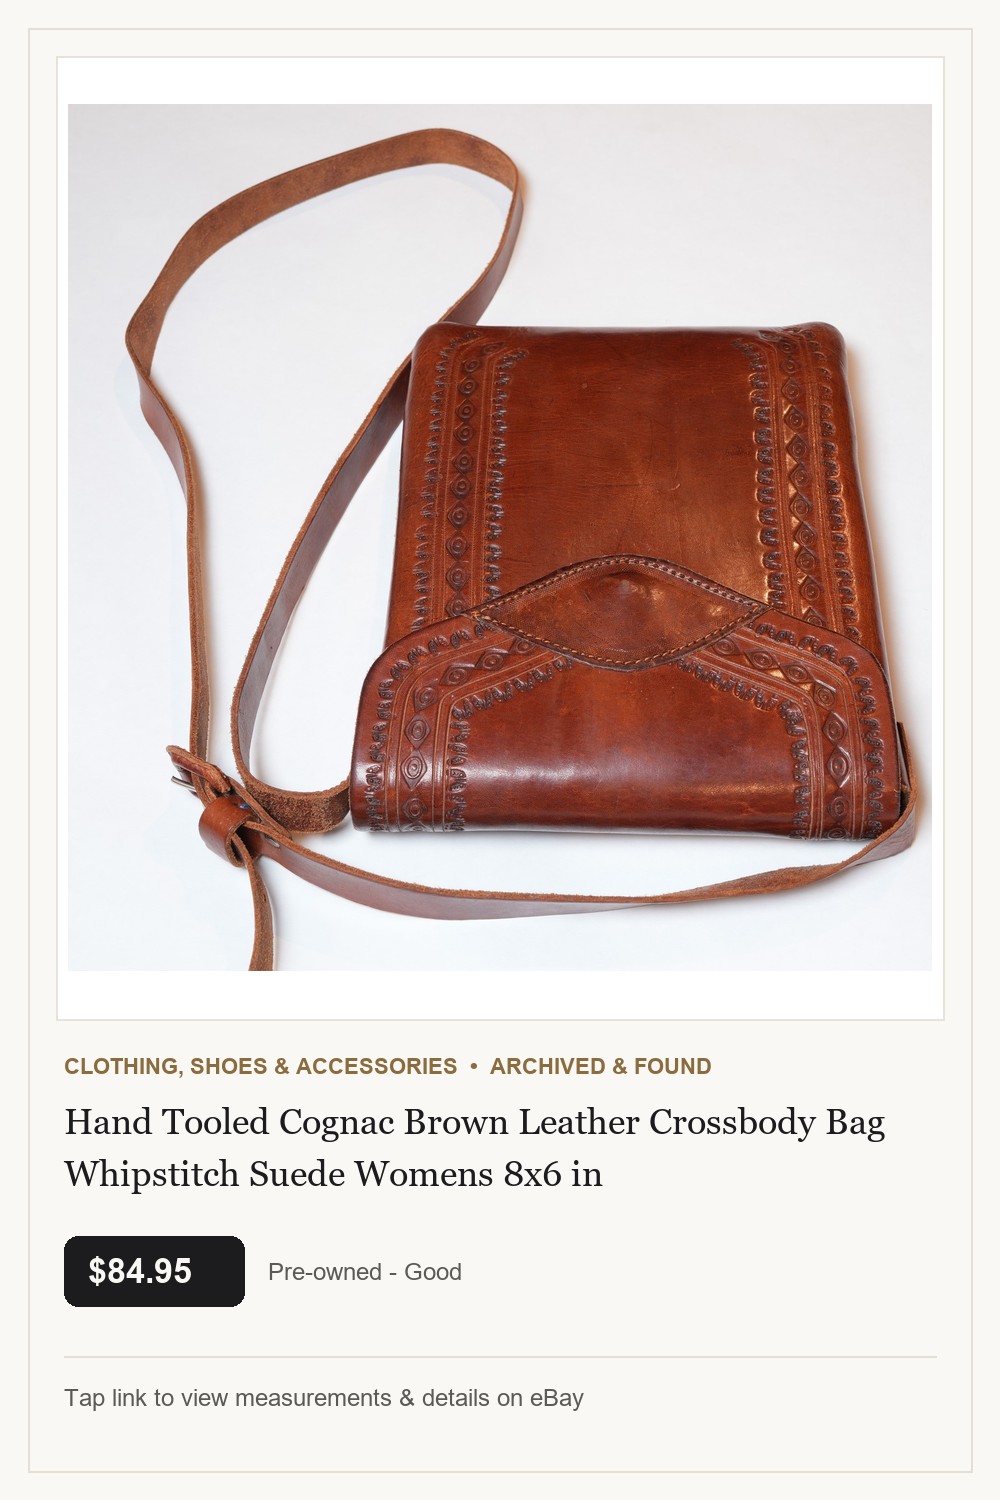 CLOTHING, SHOES & ACCESSORIES • ARCHIVED & FOUND
Hand Tooled Cognac Brown Leather Crossbody Bag
Whipstitch Suede Womens 8x6 in
$84.95
Pre-owned - Good
Tap link to view measurements & details on eBay